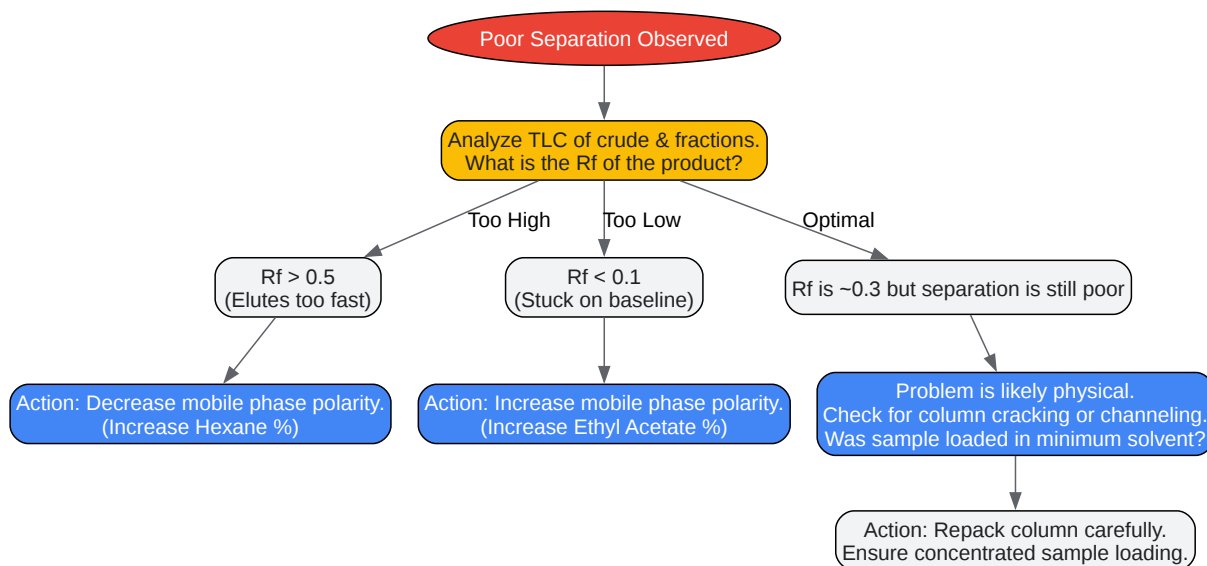 Poor Separation Observed
Analyze TLC of crude & fractions.
What is the Rf of the product?
Too High
Too Low
Optimal
Rf > 0.5
(Elutes too fast)
Rf < 0.1
(Stuck on baseline)
Rf is ~0.3 but separation is still poor
Action: Decrease mobile phase polarity.
(Increase Hexane %)
Action: Increase mobile phase polarity.
(Increase Ethyl Acetate %)
Problem is likely physical.
Check for column cracking or channeling.
Was sample loaded in minimum solvent?
Action: Repack column carefully.
Ensure concentrated sample loading.